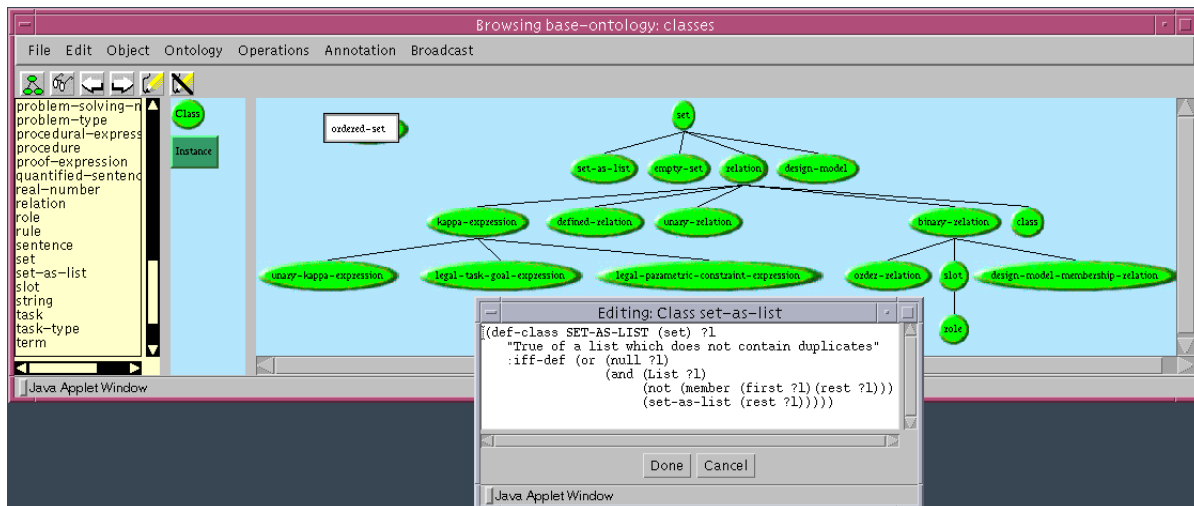 Browsing base-ontology: classes
File Edit Object Ontology Operations Annotation Broadcast
problem-solving-n
problem-type
procedural-express
procedure
proof-expression
quantified-sentenc
real-number
relation
role
rule
sentence
set
set-as-list
slot
string
task
task-type
term
Class
Instance
ordered-set
set
set-as-list empty-set relation design-model
kappa-expression defined-relation unary-relation binary-relation class
unary-kappa-expression legal-task-goal-expression legal-parametric-constraint-expression order-relation slot design-model-membership-relation
role
Java Applet Window
Editing: Class set-as-list
(def-class SET-AS-LIST (set) ?l
"True of a list which does not contain duplicates"
:iff-def (or (null ?l)
(and (List ?l)
(not (member (first ?l)(rest ?l)))
(set-as-list (rest ?l)))))
Done Cancel
Java Applet Window